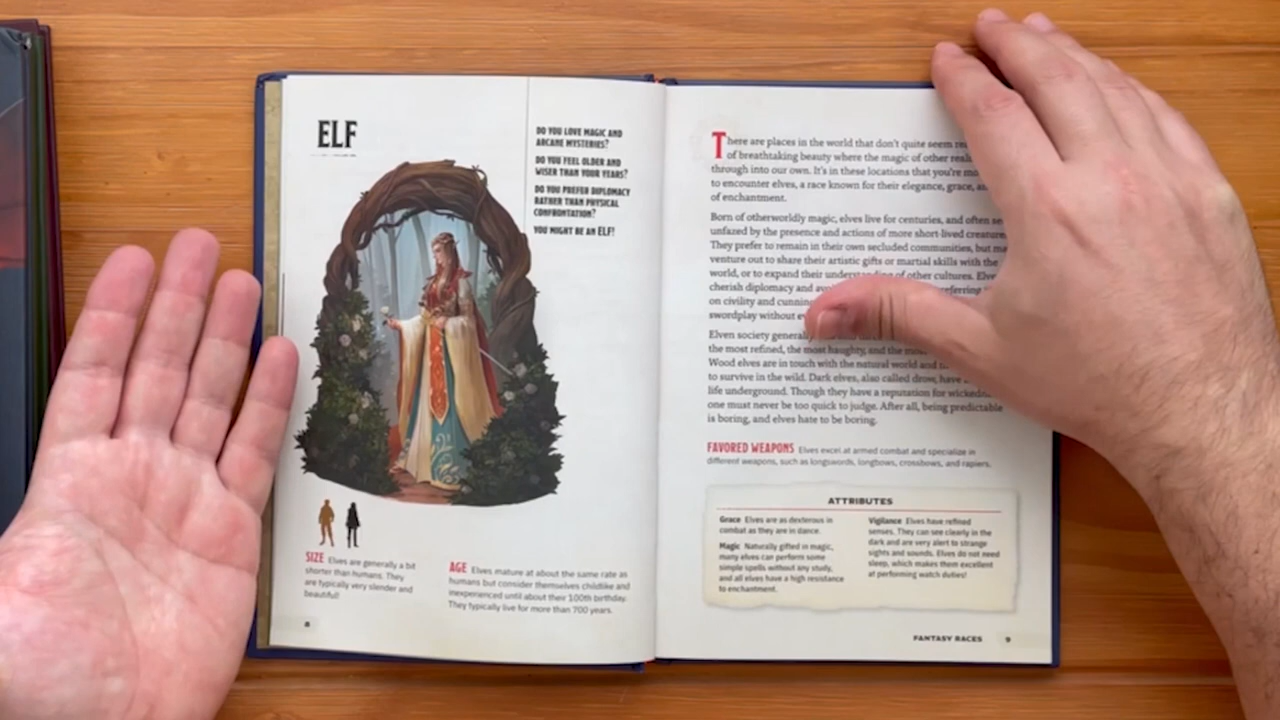 ELF
DO YOU LOVE MAGIC AND
ARCANE MYSTERIES?
DO YOU FEEL OLDER AND
WISER THAN YOUR YEARS?
DO YOU PREFER DIPLOMACY
RATHER THAN PHYSICAL
CONFRONTATION?
YOU MIGHT BE AN ELF!
SIZE Elves are generally a bit
shorter than humans. They
are typically very slender and
beautiful!
AGE Elves mature at about the same rate as
humans but consider themselves childlike and
inexperienced until about their 100th birthday.
They typically live for more than 700 years.
8
There are places in the world that don't quite seem
of breathtaking beauty where the magic of other
through into our own. It's in these locations that you're
to encounter elves, a race known for their elegance, grace,
of enchantment.
Born of otherworldly magic, elves live for centuries, and often
unfazed by the presence and actions of more short-lived
They prefer to remain in their own secluded communities, but
venture out to share their artistic gifts or martial skills with the
world, or to expand their understanding of other cultures.
cherish diplomacy and
on civility and
swordplay without
Elven society
the most refined, the most haughty, and the
Wood elves are in touch with the natural world and
to survive in the wild. Dark elves, also called drow, have
life underground. Though they have a reputation for
one must never be too quick to judge. After all, being predictable
is boring, and elves hate to be boring.
FAVORED WEAPONS Elves excel at armed combat and specialize in
different weapons, such as longswords, longbows, crossbows, and rapiers.
ATTRIBUTES
Grace Elves are as dexterous in
combat as they are in dance.
Magic Naturally gifted in magic,
many elves can perform some
simple spells without any study,
and all elves have a high resistance
to enchantment.
Vigilance Elves have refined
senses. They can see clearly in the
dark and are very alert to strange
sights and sounds. Elves do not need
sleep, which makes them excellent
at performing watch duties!
FANTASY RACES 9